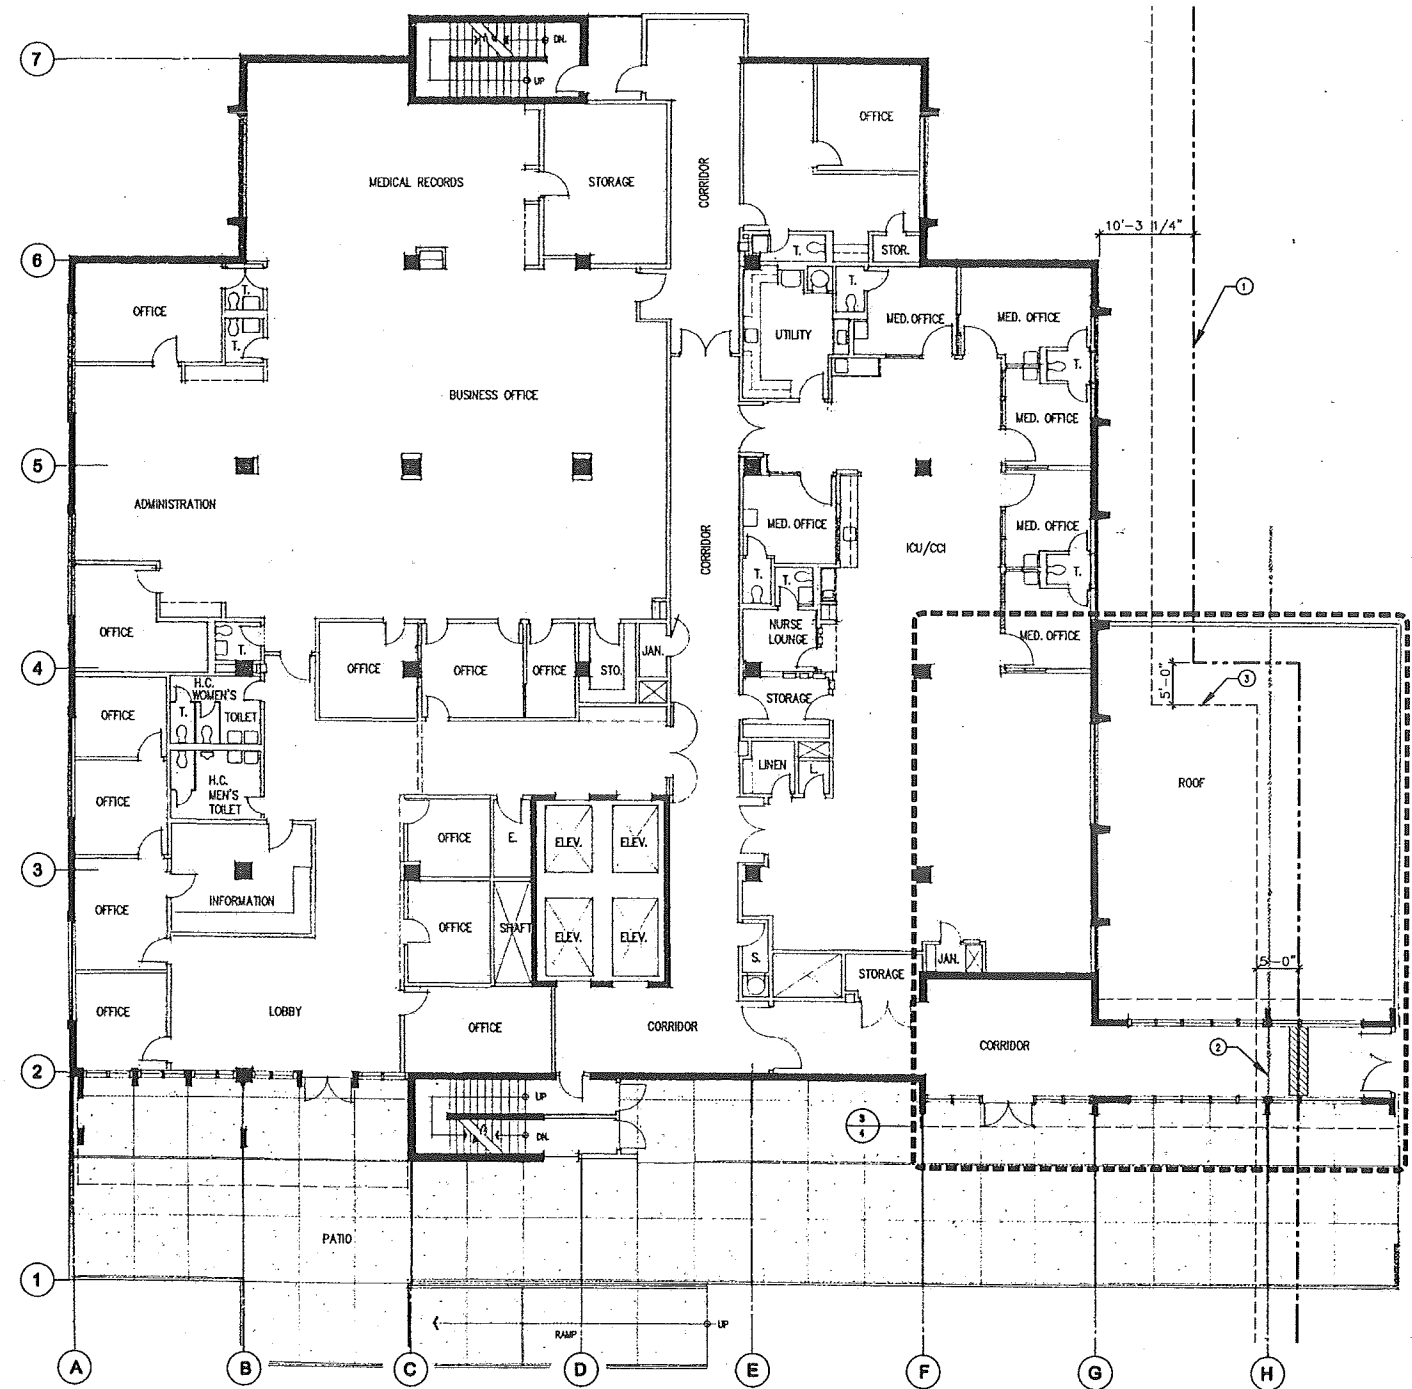 7
DN.
UP
OFFICE
MEDICAL RECORDS
STORAGE
CORRIDOR
10'-3 1/4"
T.
STOR.
6
T.
T.
1
OFFICE
MED. OFFICE
MED. OFFICE
T.
UTILITY
T.
BUSINESS OFFICE
MED. OFFICE
5
ADMINISTRATION
MED. OFFICE
MED. OFFICE
CORRIDOR
ICU/CCI
T.
T.
T.
OFFICE
NURSE
LOUNGE
MED. OFFICE
T.
JAN.
4
OFFICE
OFFICE
OFFICE
STO.
5'-0"
3
H.C.
WOMEN'S
TOILET
T.
STORAGE
OFFICE
LINEN
L.
H.C.
MEN'S
TOILET
ROOF
OFFICE
OFFICE
E.
ELEV.
ELEV.
3
INFORMATION
OFFICE
OFFICE
SHAFT
ELEV.
ELEV.
S.
JAN.
5'-0"
STORAGE
OFFICE
LOBBY
OFFICE
CORRIDOR
CORRIDOR
2
2
UP
DN.
3
4
PATIO
1
RAMP
UP
A
B
C
D
E
F
G
H